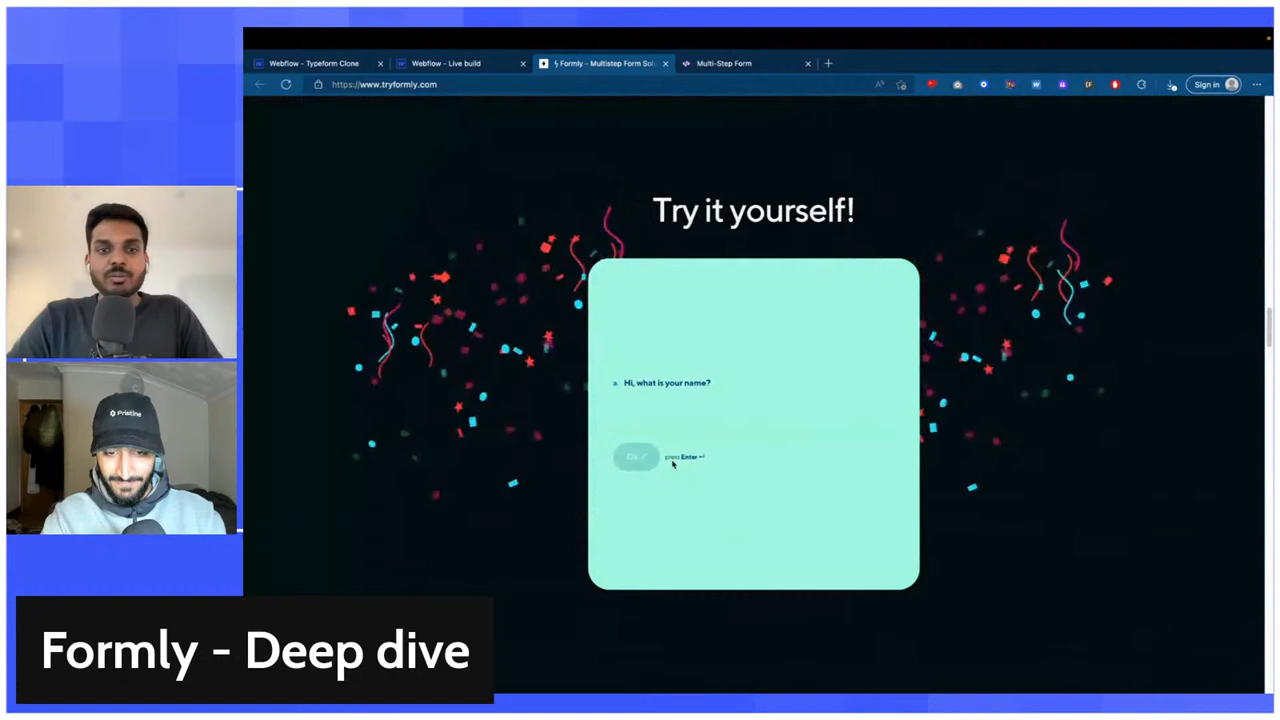 Webflow - Typeform Clone
Webflow - Live build
Formly - Multistep Form Solu
Multi-Step Form
https://www.tryformly.com
Sign in
Try it yourself!
a. Hi, what is your name?
press Enter ↵
Pristine
Formly - Deep dive